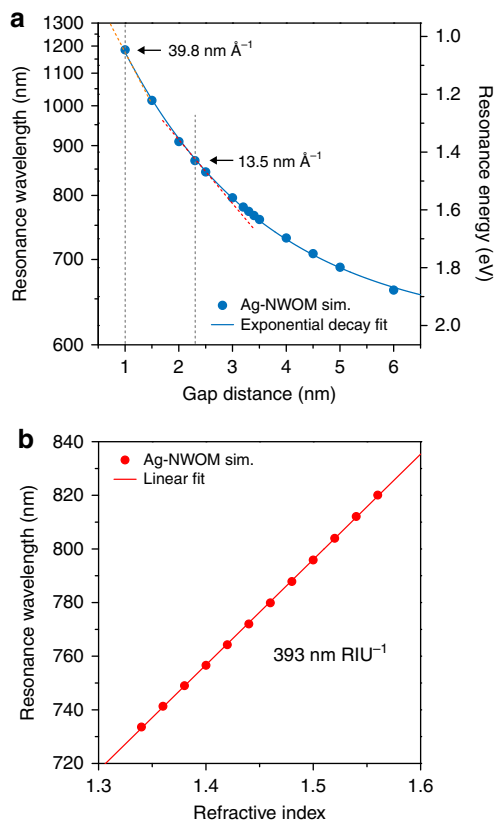 a
1300
1200
1100
1000
900
800
700
600
Resonance wavelength (nm)
39.8 nm Å⁻¹
13.5 nm Å⁻¹
Ag-NWOM sim.
Exponential decay fit
1.0
1.2
1.4
1.6
1.8
2.0
Resonance energy (eV)
1 2 3 4 5 6
Gap distance (nm)
b
840
820
800
780
760
740
720
Resonance wavelength (nm)
Ag-NWOM sim.
Linear fit
393 nm RIU⁻¹
1.3 1.4 1.5 1.6
Refractive index